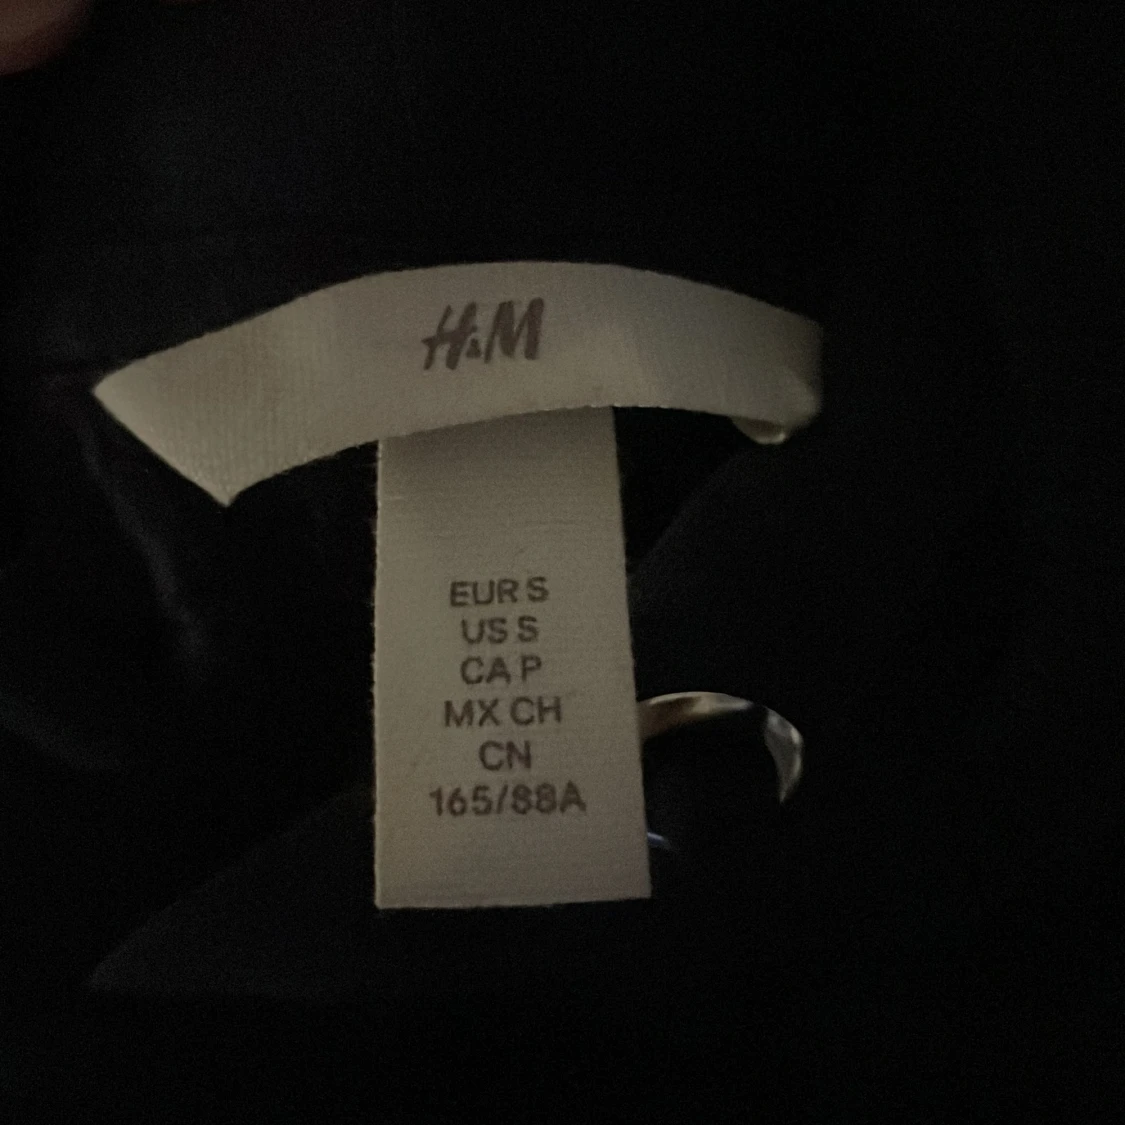 H&M
EUR S
US S
CA P
MX CH
CN
165/88A